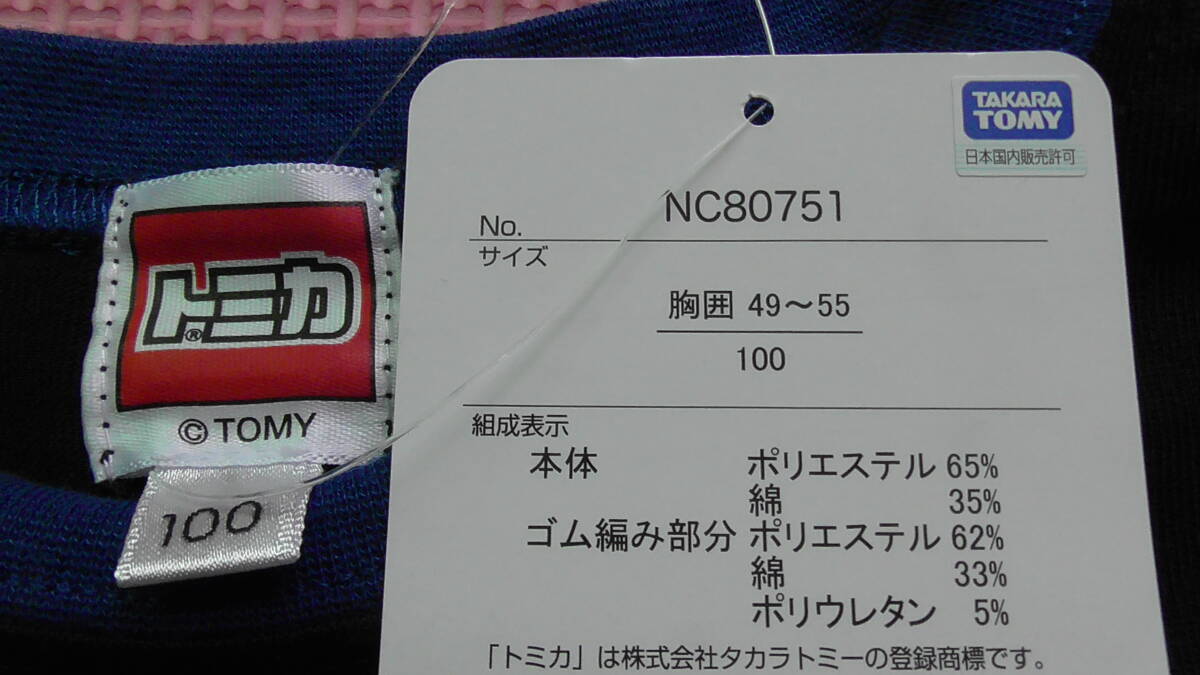 トミカ®
© TOMY
100
TAKARA
TOMY
日本国内販売許可
No. NC80751
サイズ
胸囲 49～55
100
組成表示
本体 ポリエステル 65%
綿 35%
ゴム編み部分 ポリエステル 62%
綿 33%
ポリウレタン 5%
「トミカ」は株式会社タカラトミーの登録商標です。